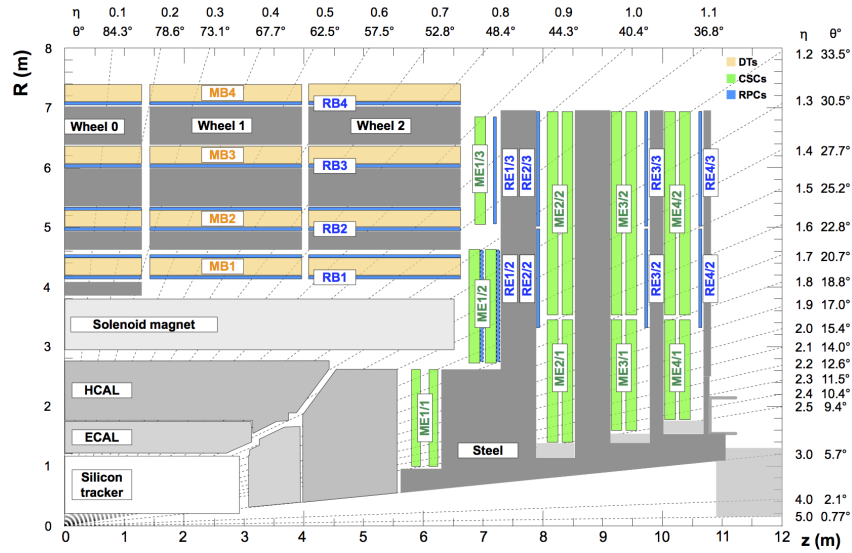 η 0.1 0.2 0.3 0.4 0.5 0.6 0.7 0.8 0.9 1.0 1.1 η θ°
θ° 84.3° 78.6° 73.1° 67.7° 62.5° 57.5° 52.8° 48.4° 44.3° 40.4° 36.8°
R (m)
8
7
6
5
4
3
2
1
0
1.2 33.5°
1.3 30.5°
1.4 27.7°
1.5 25.2°
1.6 22.8°
1.7 20.7°
1.8 18.8°
1.9 17.0°
2.0 15.4°
2.1 14.0°
2.2 12.6°
2.3 11.5°
2.4 10.4°
2.5 9.4°
3.0 5.7°
4.0 2.1°
5.0 0.77°
DTs
CSCs
RPCs
MB4
RB4
Wheel 0 Wheel 1 Wheel 2
MB3
RB3
MB2
RB2
MB1
RB1
Solenoid magnet
HCAL
ECAL
Silicon
tracker
Steel
ME1/3
RE1/3
RE2/3
ME2/2
ME3/2
RE3/3
ME4/2
RE4/3
ME1/2
RE1/2
RE2/2
RE3/2
RE4/2
ME1/1
ME2/1
ME3/1
ME4/1
0 1 2 3 4 5 6 7 8 9 10 11 12
z (m)